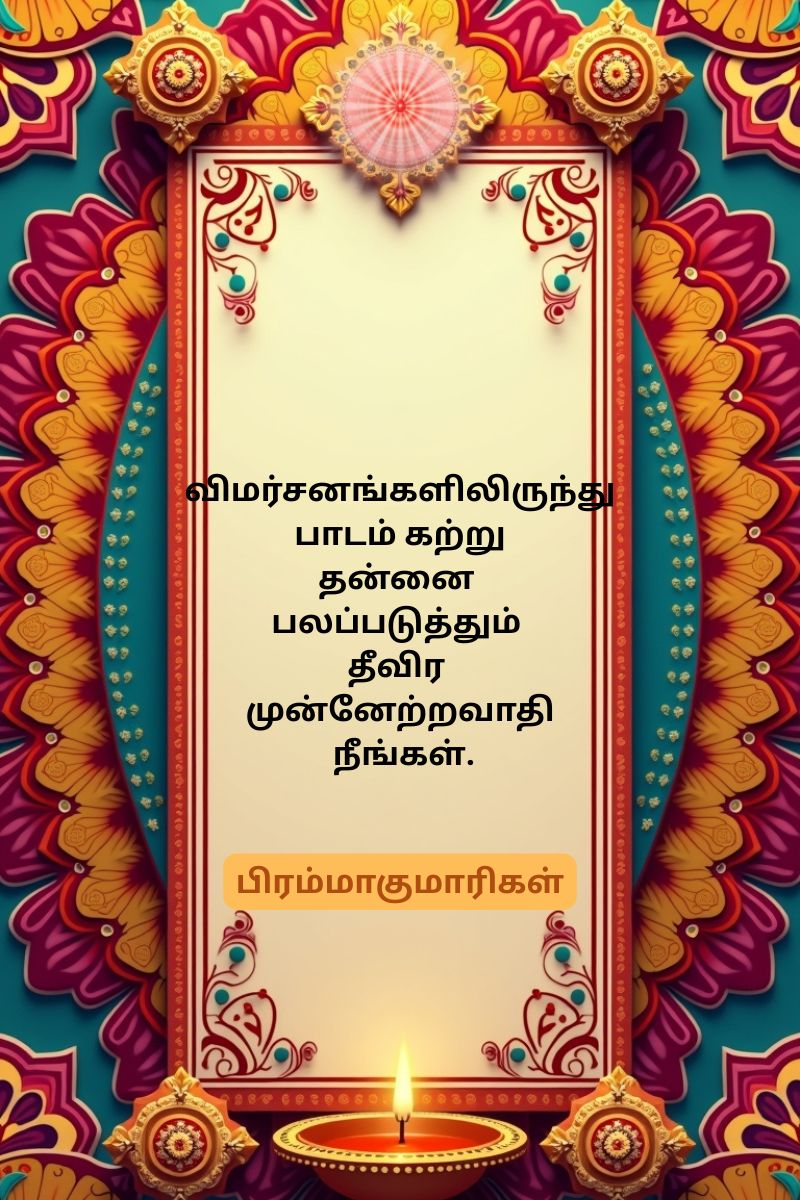 விமர்சனங்களிலிருந்து
பாடம் கற்று
தன்னை
பலப்படுத்தும்
தீவிர
முன்னேற்றவாதி
நீங்கள்.
பிரம்மாகுமாரிகள்